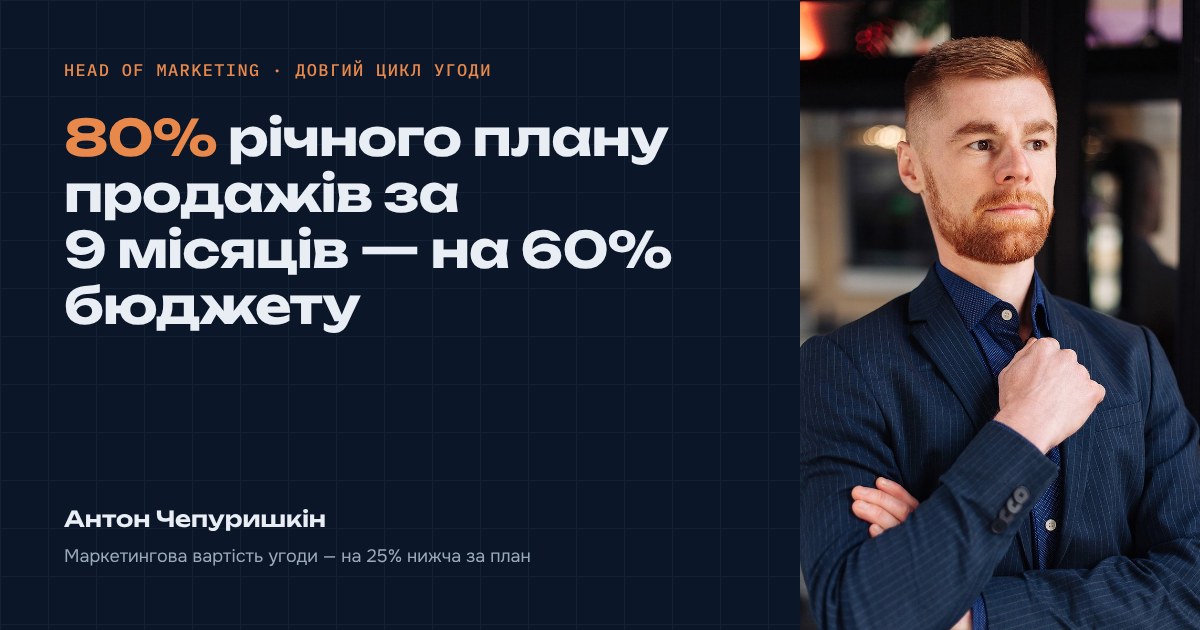 HEAD OF MARKETING · ДОВГИЙ ЦИКЛ УГОДИ
80% річного плану
продажів за
9 місяців — на 60%
бюджету
Антон Чепуришкін
Маркетингова вартість угоди — на 25% нижча за план